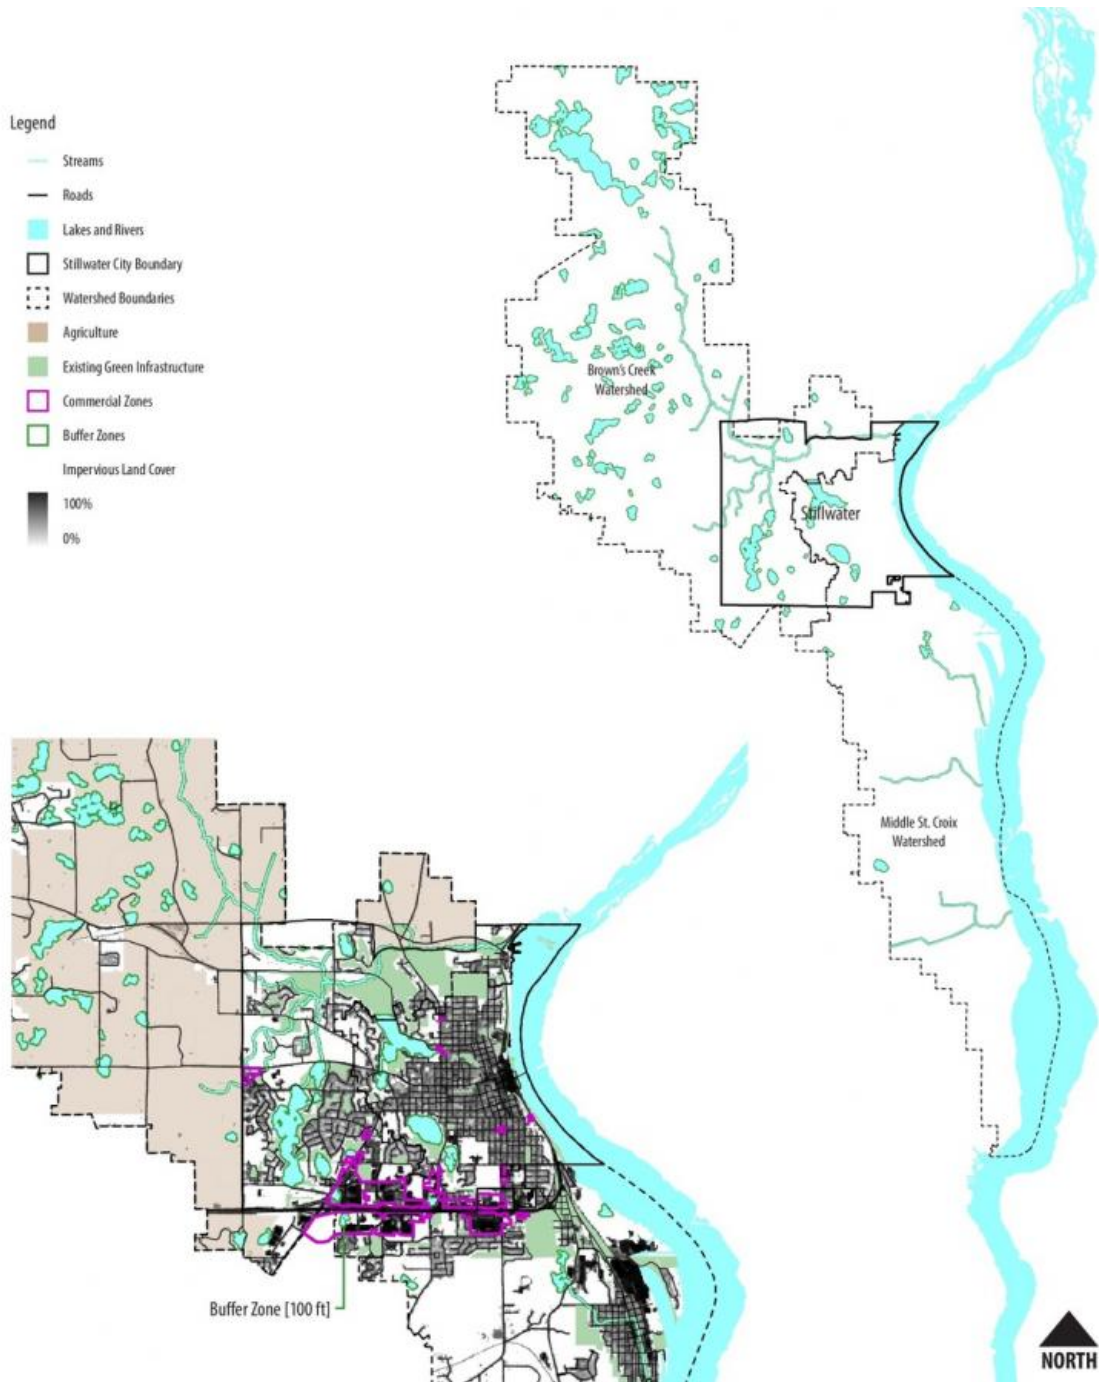 Legend
Streams
Roads
Lakes and Rivers
Stillwater City Boundary
Watershed Boundaries
Agriculture
Existing Green Infrastructure
Commercial Zones
Buffer Zones
Impervious Land Cover
100%
0%
Brown's Creek
Watershed
Stillwater
Middle St. Croix
Watershed
Buffer Zone [100 ft]
NORTH